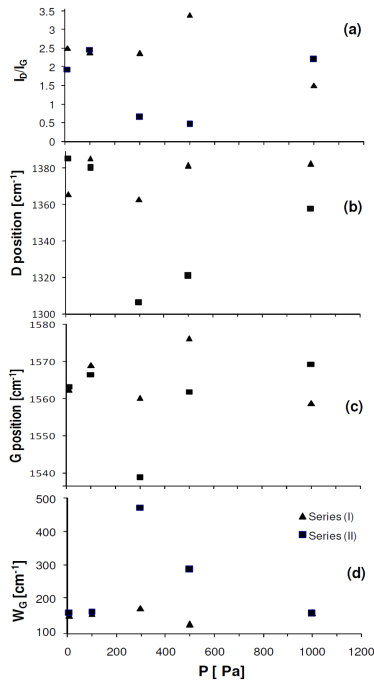 3.5
3
2.5
2
1.5
1
0.5
0
I_D/I_G
(a)
1380
1360
1340
1320
1300
D position [cm⁻¹]
(b)
1580
1570
1560
1550
1540
G position [cm⁻¹]
(c)
500
400
300
200
100
W_G [cm⁻¹]
Series (I)
Series (II)
(d)
0 200 400 600 800 1000 1200
P [ Pa]